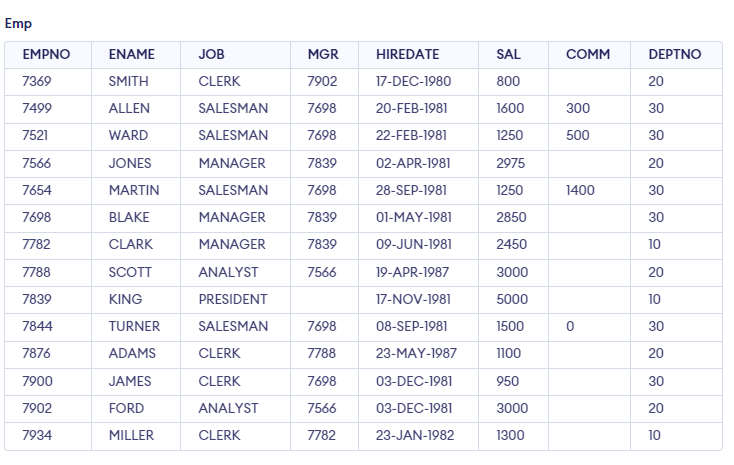 Emp
EMPNO ENAME JOB MGR HIREDATE SAL COMM DEPTNO
7369 SMITH CLERK 7902 17-DEC-1980 800 20
7499 ALLEN SALESMAN 7698 20-FEB-1981 1600 300 30
7521 WARD SALESMAN 7698 22-FEB-1981 1250 500 30
7566 JONES MANAGER 7839 02-APR-1981 2975 20
7654 MARTIN SALESMAN 7698 28-SEP-1981 1250 1400 30
7698 BLAKE MANAGER 7839 01-MAY-1981 2850 30
7782 CLARK MANAGER 7839 09-JUN-1981 2450 10
7788 SCOTT ANALYST 7566 19-APR-1987 3000 20
7839 KING PRESIDENT 17-NOV-1981 5000 10
7844 TURNER SALESMAN 7698 08-SEP-1981 1500 0 30
7876 ADAMS CLERK 7788 23-MAY-1987 1100 20
7900 JAMES CLERK 7698 03-DEC-1981 950 30
7902 FORD ANALYST 7566 03-DEC-1981 3000 20
7934 MILLER CLERK 7782 23-JAN-1982 1300 10